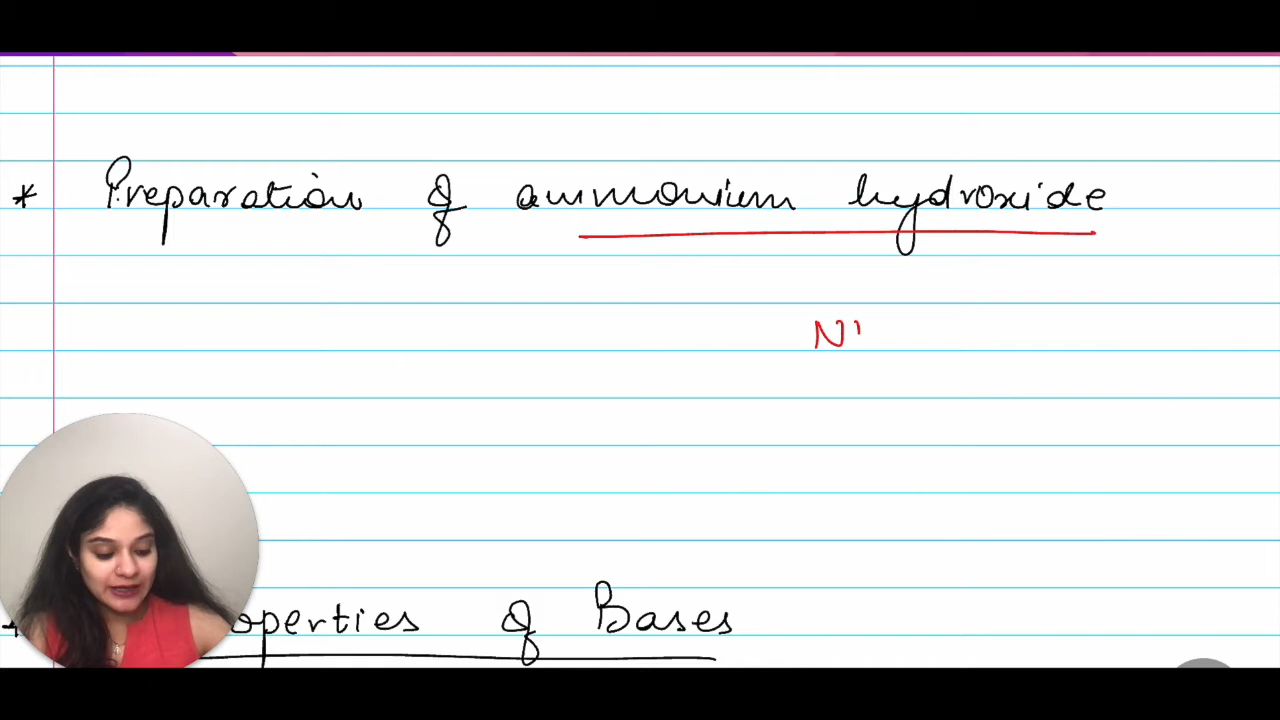 * Preparation of ammonium hydroxide
N
operties of Bases